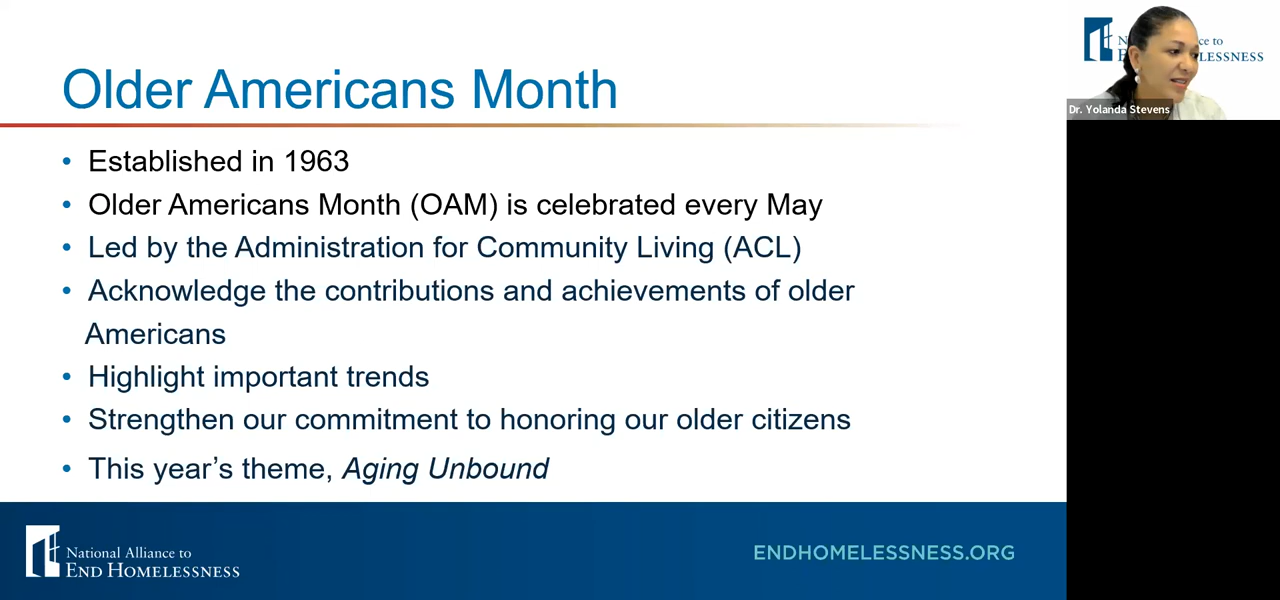 Older Americans Month
• Established in 1963
• Older Americans Month (OAM) is celebrated every May
• Led by the Administration for Community Living (ACL)
• Acknowledge the contributions and achievements of older
Americans
• Highlight important trends
• Strengthen our commitment to honoring our older citizens
• This year’s theme, Aging Unbound
National Alliance to
END HOMELESSNESS
ENDHOMELESSNESS.ORG
Dr. Yolanda Stevens